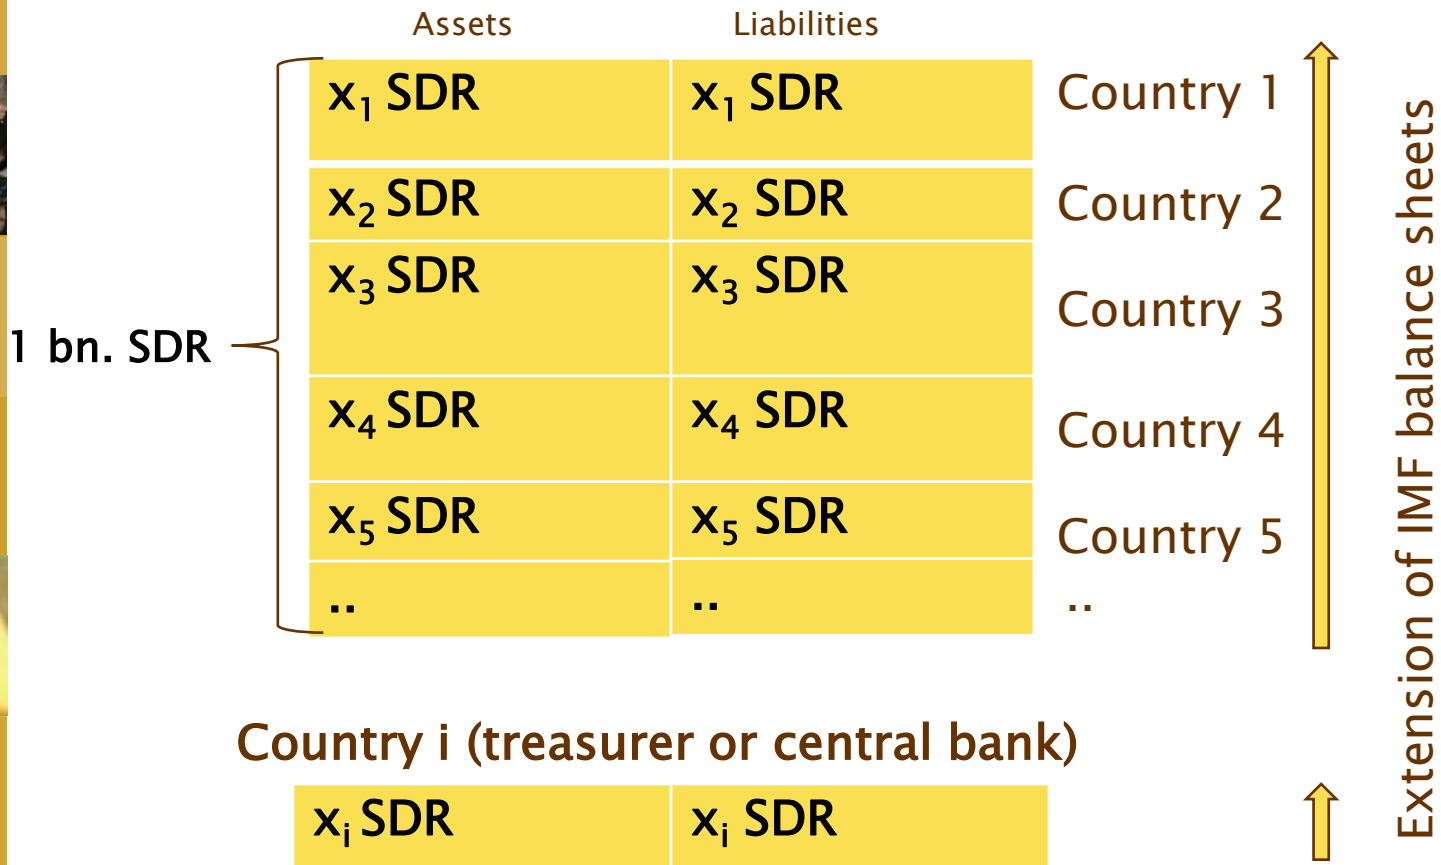 Assets Liabilities
x₁ SDR x₁ SDR Country 1
x₂ SDR x₂ SDR Country 2
x₃ SDR x₃ SDR Country 3
1 bn. SDR
x₄ SDR x₄ SDR Country 4
x₅ SDR x₅ SDR Country 5
.. .. ..
Country i (treasurer or central bank)
xᵢ SDR xᵢ SDR
Extension of IMF balance sheets